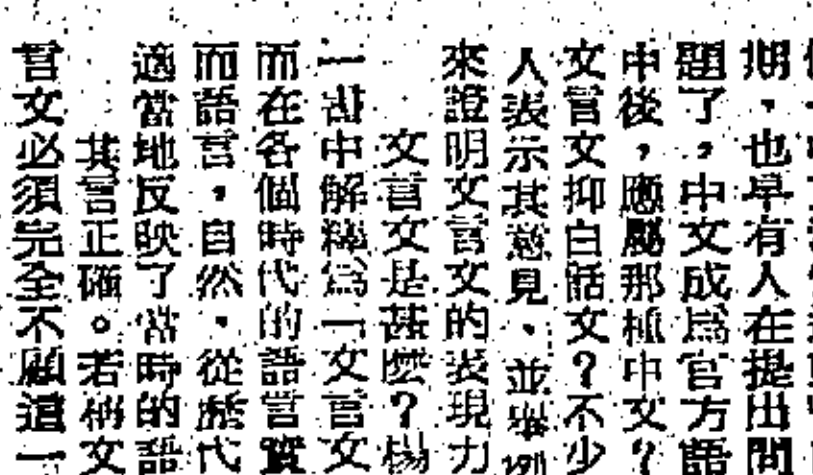 期，也早有人在提出問
題了，中文成爲官方語
中後，應屬那種中文？
文言文抑白話文？不少
人表示其意見、並舉例
來證明文言文的表現力
文言文是甚麼？楊
一書中解釋爲一文言文
而在各個時代的語言實
而語言，自然，從歷代
適當地反映了當時的語
其言正確。若稱文
言文必須完全不顧這一